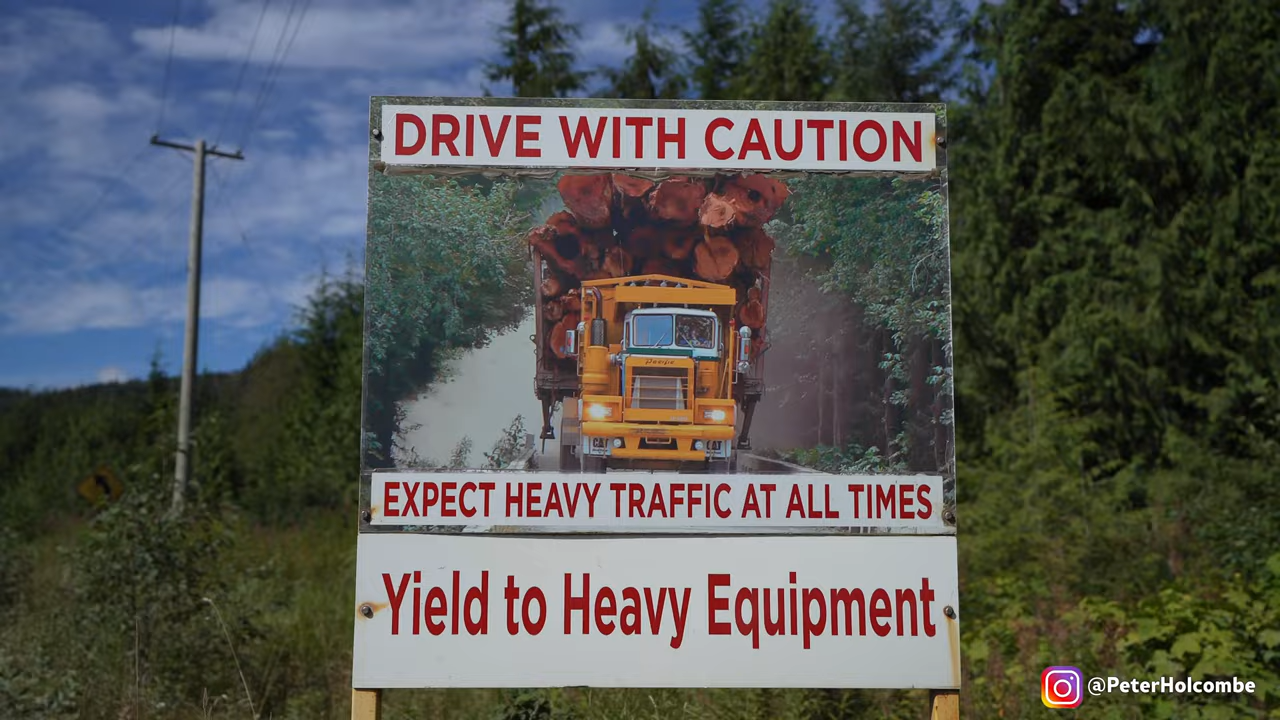 DRIVE WITH CAUTION
EXPECT HEAVY TRAFFIC AT ALL TIMES
Yield to Heavy Equipment
@PeterHolcombe